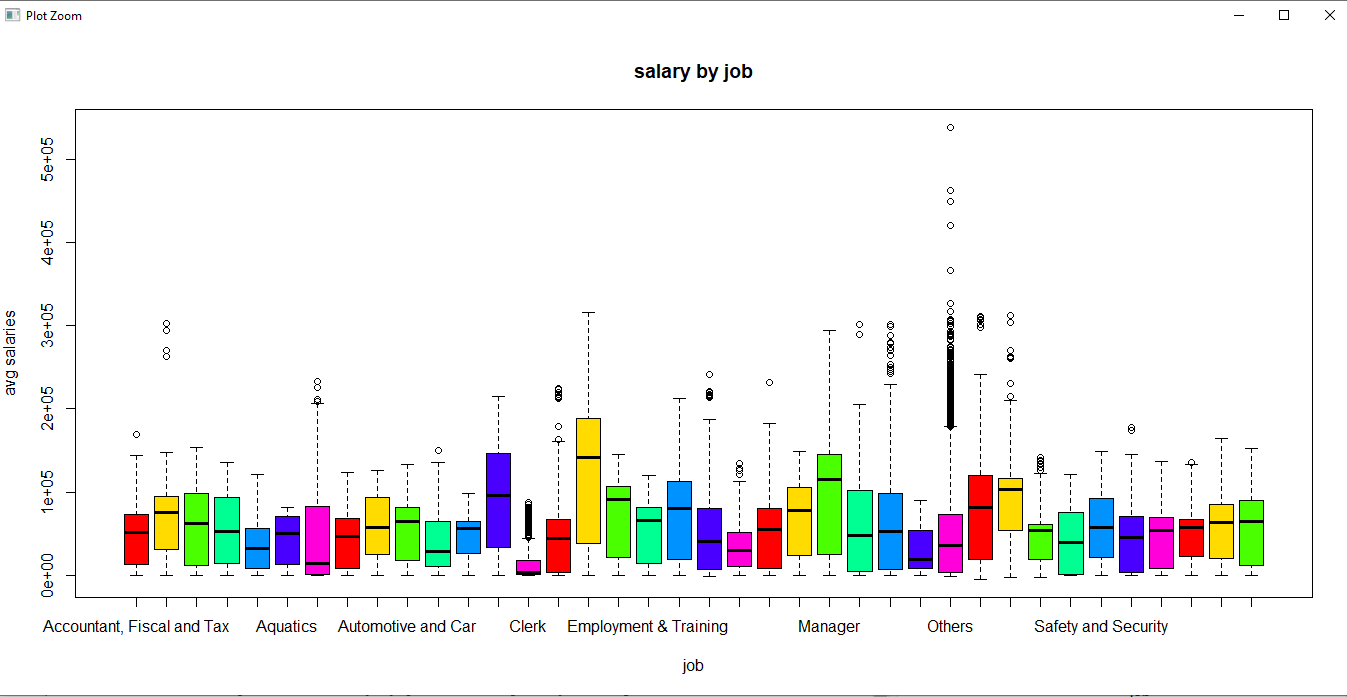 Plot Zoom
salary by job
avg salaries
5e+05
4e+05
3e+05
2e+05
1e+05
0e+00
Accountant, Fiscal and Tax Aquatics Automotive and Car Clerk Employment & Training Manager Others Safety and Security
job